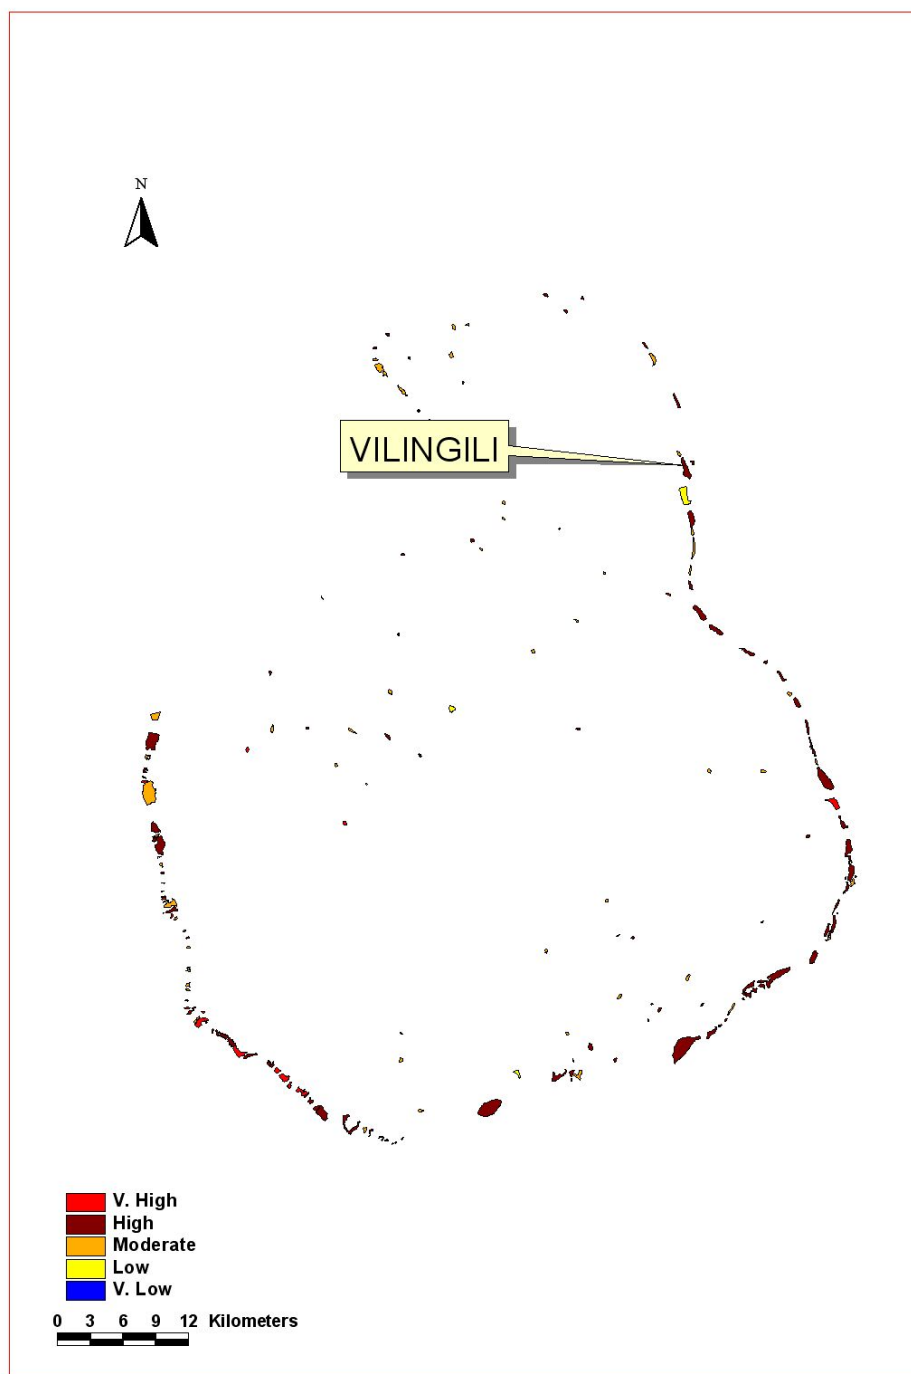 N
VILINGILI
V. High
High
Moderate
Low
V. Low
0 3 6 9 12 Kilometers